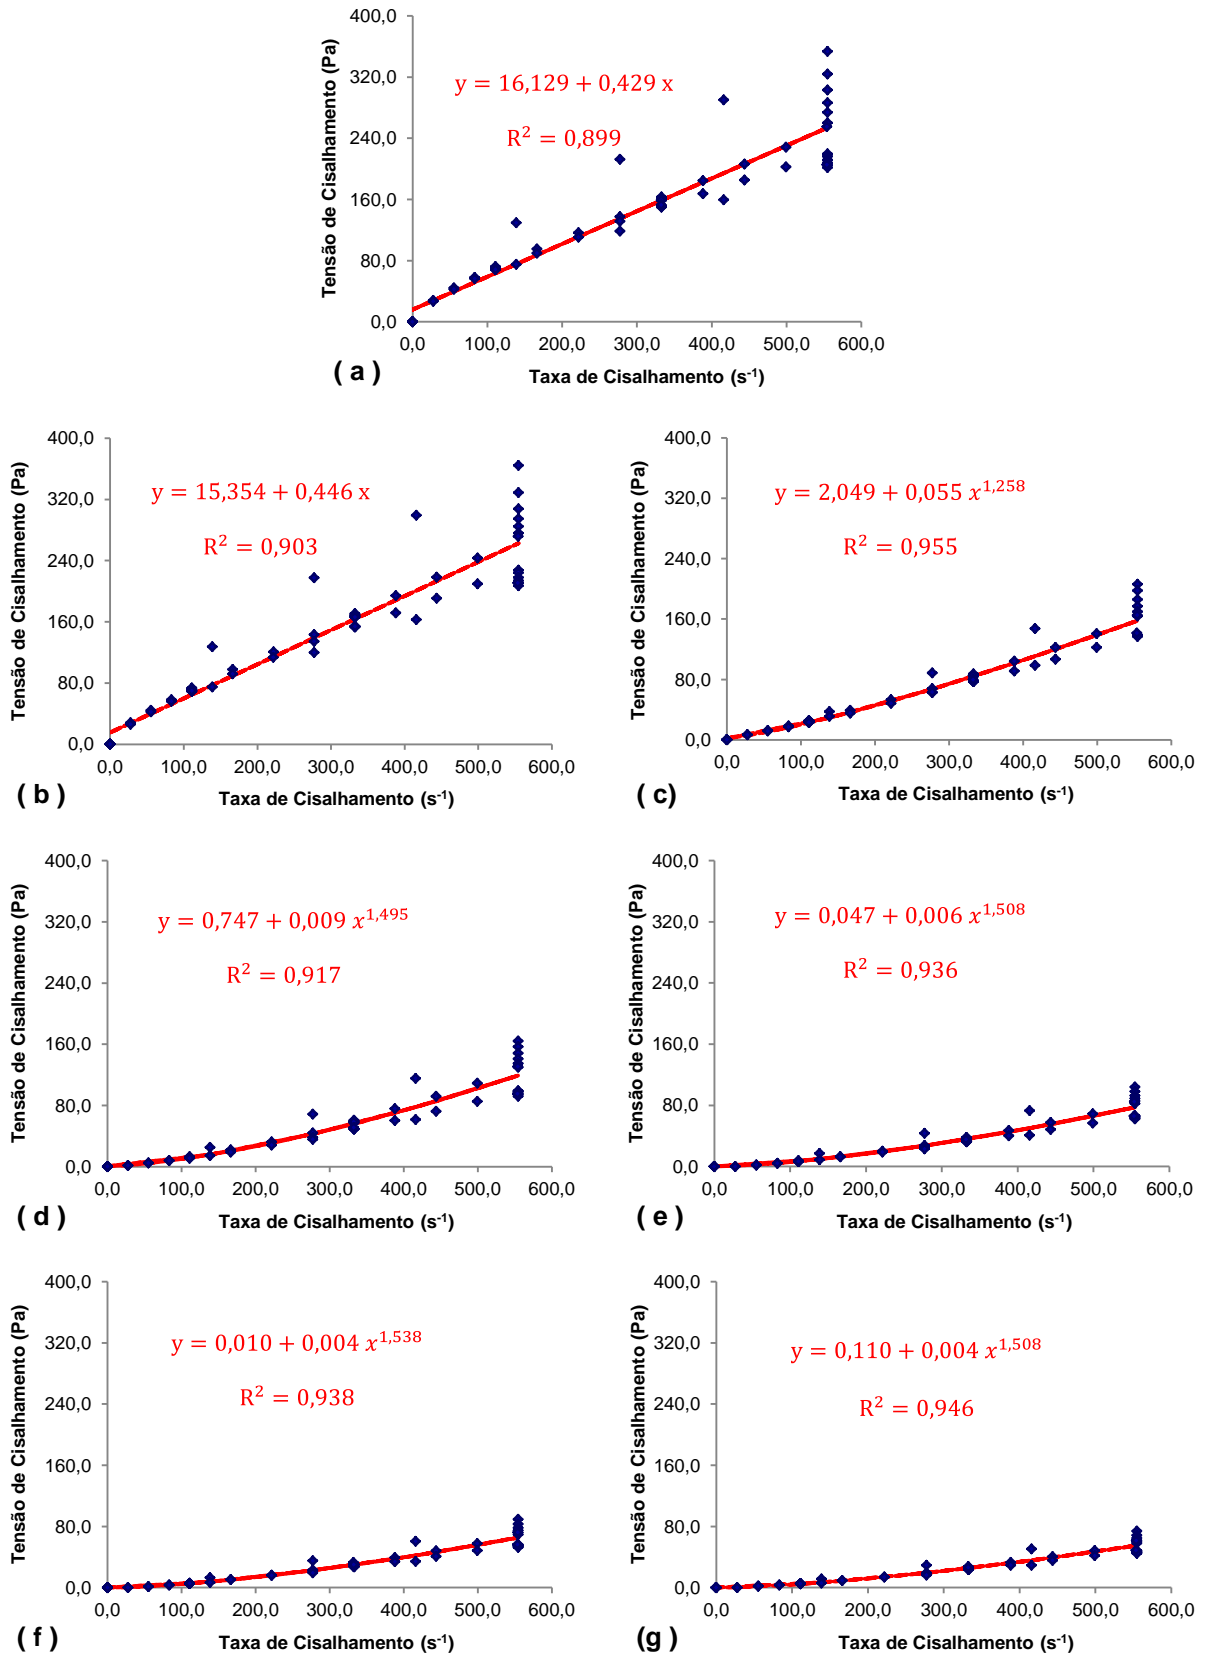 400,0
320,0
240,0
160,0
80,0
0,0
Tensão de Cisalhamento (Pa)
y = 16,129 + 0,429 x
R² = 0,899
0,0 100,0 200,0 300,0 400,0 500,0 600,0
Taxa de Cisalhamento (s⁻¹)
( a )
400,0
320,0
240,0
160,0
80,0
0,0
Tensão de Cisalhamento (Pa)
y = 15,354 + 0,446 x
R² = 0,903
0,0 100,0 200,0 300,0 400,0 500,0 600,0
Taxa de Cisalhamento (s⁻¹)
( b )
400,0
320,0
240,0
160,0
80,0
0,0
Tensão de Cisalhamento (Pa)
y = 2,049 + 0,055 x¹,²⁵⁸
R² = 0,955
0,0 100,0 200,0 300,0 400,0 500,0 600,0
Taxa de Cisalhamento (s⁻¹)
( c)
400,0
320,0
240,0
160,0
80,0
0,0
Tensão de Cisalhamento (Pa)
y = 0,747 + 0,009 x¹,⁴⁹⁵
R² = 0,917
0,0 100,0 200,0 300,0 400,0 500,0 600,0
Taxa de Cisalhamento (s⁻¹)
( d )
400,0
320,0
240,0
160,0
80,0
0,0
Tensão de Cisalhamento (Pa)
y = 0,047 + 0,006 x¹,⁵⁰⁸
R² = 0,936
0,0 100,0 200,0 300,0 400,0 500,0 600,0
Taxa de Cisalhamento (s⁻¹)
( e )
400,0
320,0
240,0
160,0
80,0
0,0
Tensão de Cisalhamento (Pa)
y = 0,010 + 0,004 x¹,⁵³⁸
R² = 0,938
0,0 100,0 200,0 300,0 400,0 500,0 600,0
Taxa de Cisalhamento (s⁻¹)
( f )
400,0
320,0
240,0
160,0
80,0
0,0
Tensão de Cisalhamento (Pa)
y = 0,110 + 0,004 x¹,⁵⁰⁸
R² = 0,946
0,0 100,0 200,0 300,0 400,0 500,0 600,0
Taxa de Cisalhamento (s⁻¹)
(g )